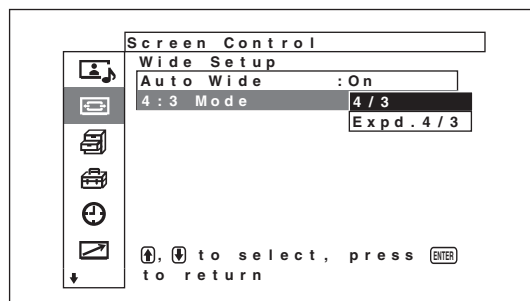 Screen Control
Wide Setup
Auto Wide :On
4:3 Mode 4/3
Expd.4/3
, to select, press ENTER
to return